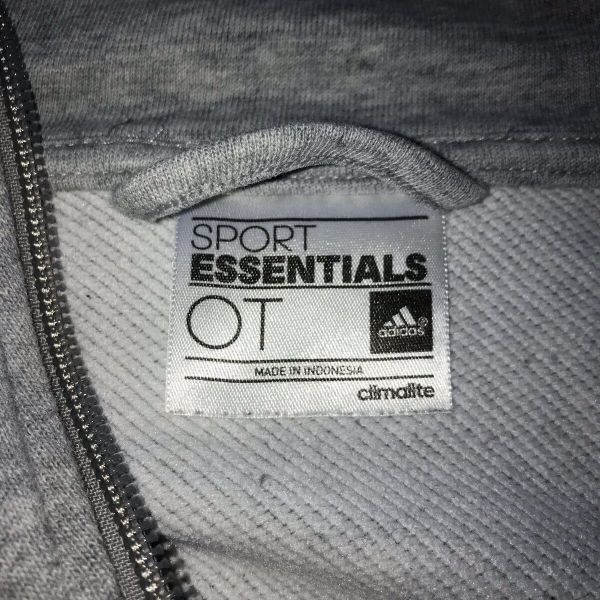 SPORT
ESSENTIALS
OT
adidas®
MADE IN INDONESIA
climalite